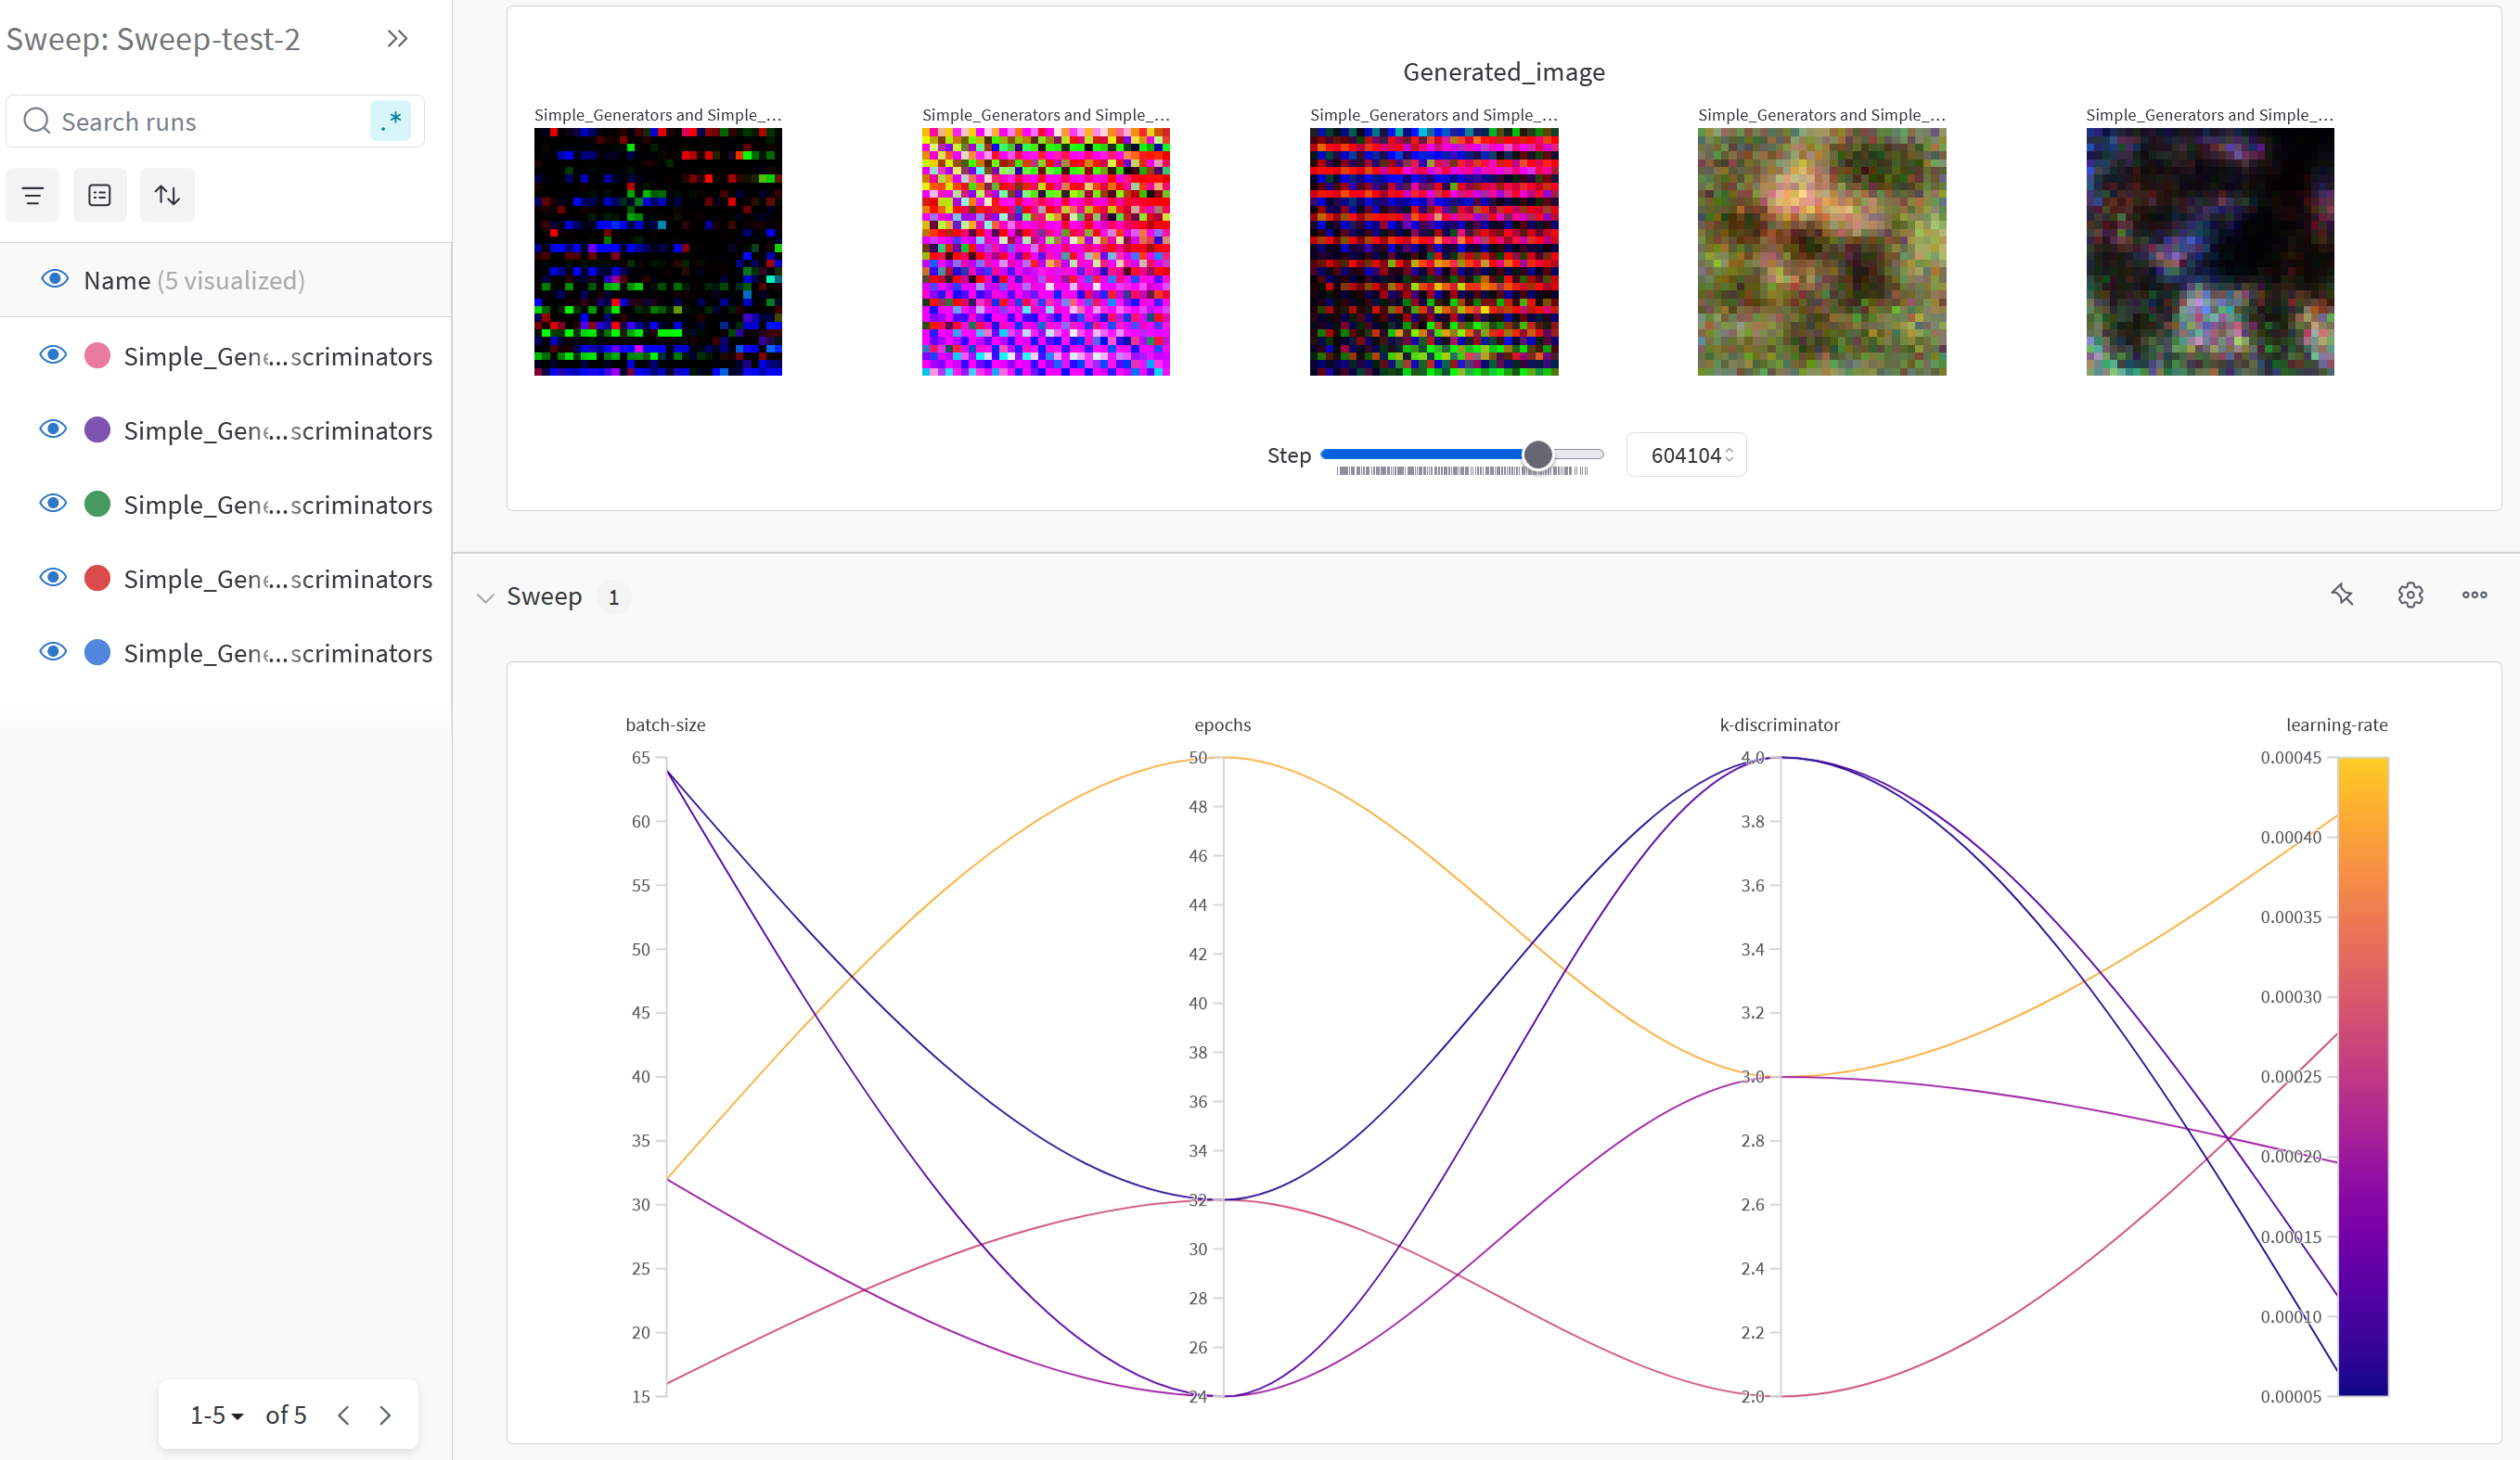 Sweep: Sweep-test-2
Search runs
.*
Name (5 visualized)
Simple_Gen...scriminators
Simple_Gen...scriminators
Simple_Gen...scriminators
Simple_Gen...scriminators
Simple_Gen...scriminators
1-5 of 5
Generated_image
Simple_Generators and Simple_...
Simple_Generators and Simple_...
Simple_Generators and Simple_...
Simple_Generators and Simple_...
Simple_Generators and Simple_...
Step 604104
Sweep 1
batch-size
65
60
55
50
45
40
35
30
25
20
15
epochs
50
48
46
44
42
40
38
36
34
32
30
28
26
24
k-discriminator
4.0
3.8
3.6
3.4
3.2
3.0
2.8
2.6
2.4
2.2
2.0
learning-rate
0.00045
0.00040
0.00035
0.00030
0.00025
0.00020
0.00015
0.00010
0.00005